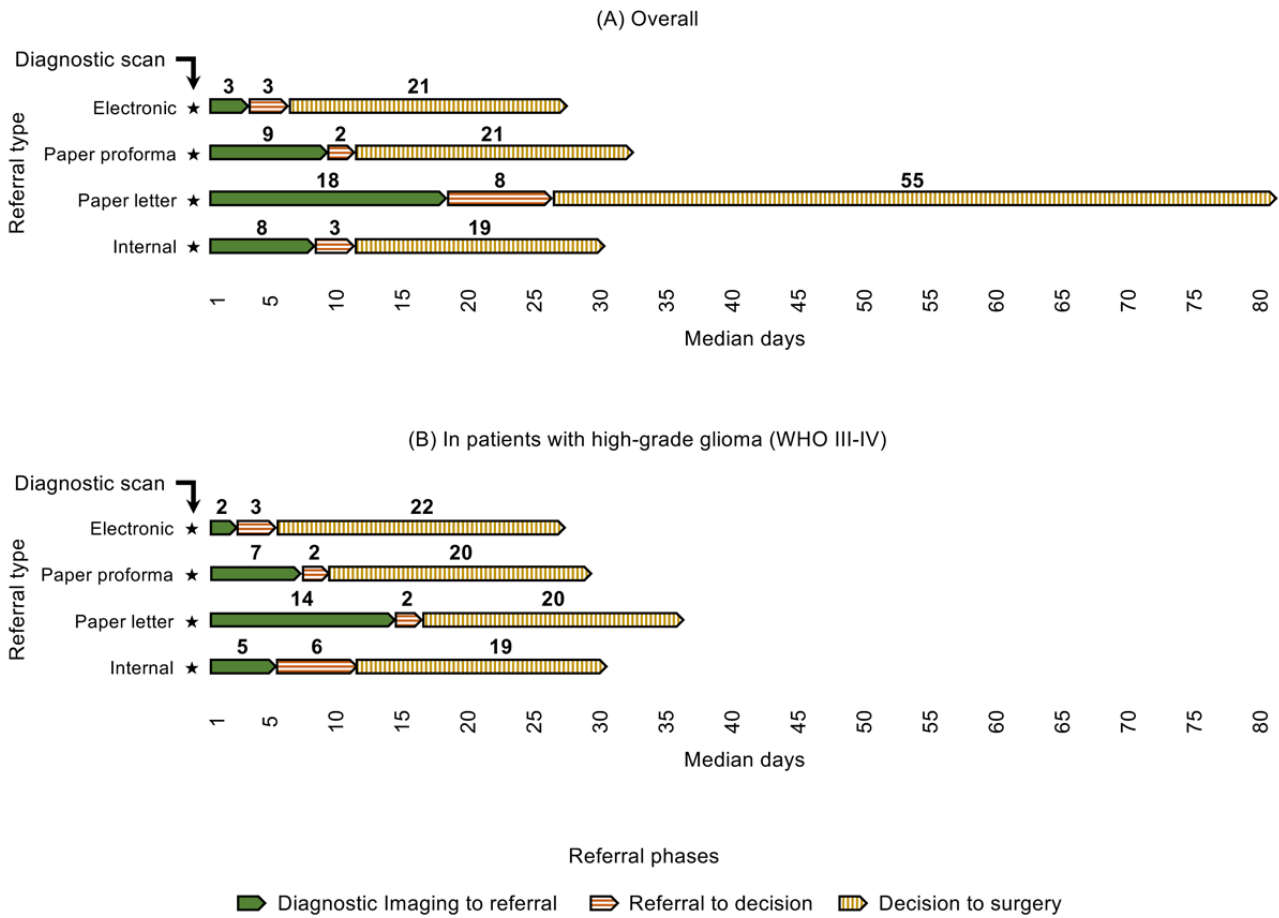 (A) Overall
Diagnostic scan
Referral type
Electronic ★ 3 3 21
Paper proforma ★ 9 2 21
Paper letter ★ 18 8 55
Internal ★ 8 3 19
1 5 10 15 20 25 30 35 40 45 50 55 60 65 70 75 80
Median days
(B) In patients with high-grade glioma (WHO III-IV)
Diagnostic scan
Referral type
Electronic ★ 2 3 22
Paper proforma ★ 7 2 20
Paper letter ★ 14 2 20
Internal ★ 5 6 19
1 5 10 15 20 25 30 35 40 45 50 55 60 65 70 75 80
Median days
Referral phases
Diagnostic Imaging to referral Referral to decision Decision to surgery